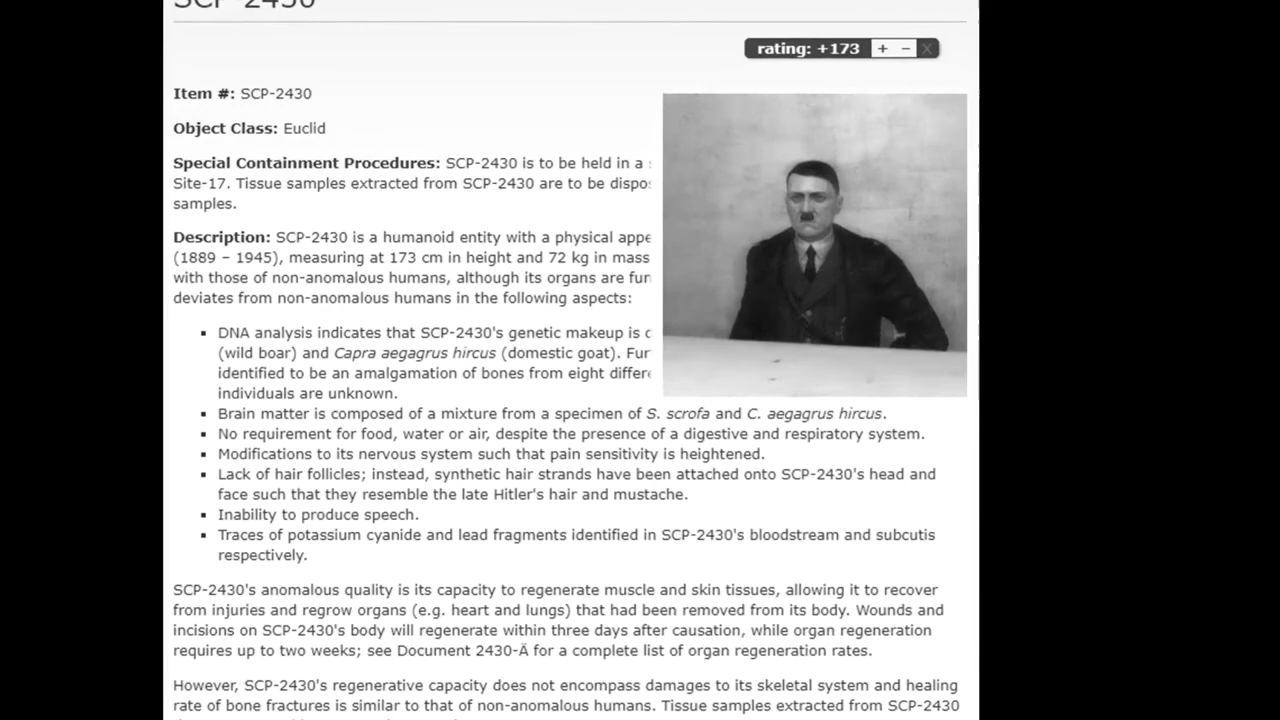 SCP-2430
rating: +173 + − X
Item #: SCP-2430
Object Class: Euclid
Special Containment Procedures: SCP-2430 is to be held in a
Site-17. Tissue samples extracted from SCP-2430 are to be
samples.
Description: SCP-2430 is a humanoid entity with a physical
(1889 – 1945), measuring at 173 cm in height and 72 kg in mass
with those of non-anomalous humans, although its organs are
deviates from non-anomalous humans in the following aspects:
DNA analysis indicates that SCP-2430's genetic makeup is
(wild boar) and Capra aegagrus hircus (domestic goat).
identified to be an amalgamation of bones from eight
individuals are unknown.
Brain matter is composed of a mixture from a specimen of S. scrofa and C. aegagrus hircus.
No requirement for food, water or air, despite the presence of a digestive and respiratory system.
Modifications to its nervous system such that pain sensitivity is heightened.
Lack of hair follicles; instead, synthetic hair strands have been attached onto SCP-2430's head and
face such that they resemble the late Hitler's hair and mustache.
Inability to produce speech.
Traces of potassium cyanide and lead fragments identified in SCP-2430's bloodstream and subcutis
respectively.
SCP-2430's anomalous quality is its capacity to regenerate muscle and skin tissues, allowing it to recover
from injuries and regrow organs (e.g. heart and lungs) that had been removed from its body. Wounds and
incisions on SCP-2430's body will regenerate within three days after causation, while organ regeneration
requires up to two weeks; see Document 2430-Ä for a complete list of organ regeneration rates.
However, SCP-2430's regenerative capacity does not encompass damages to its skeletal system and healing
rate of bone fractures is similar to that of non-anomalous humans. Tissue samples extracted from SCP-2430